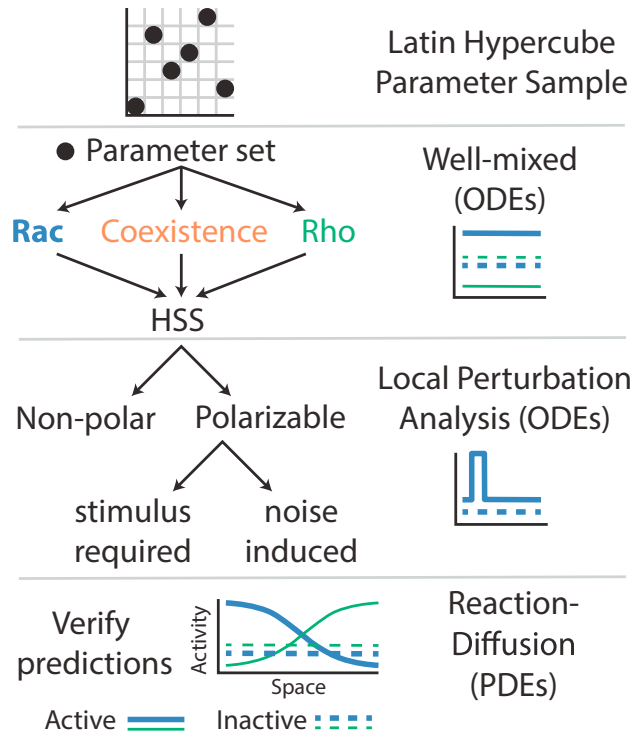 Latin Hypercube
Parameter Sample
Parameter set
Rac
Coexistence
Rho
HSS
Well-mixed
(ODEs)
Non-polar
Polarizable
stimulus
required
noise
induced
Local Perturbation
Analysis (ODEs)
Verify
predictions
Activity
Space
Reaction-
Diffusion
(PDEs)
Active
Inactive